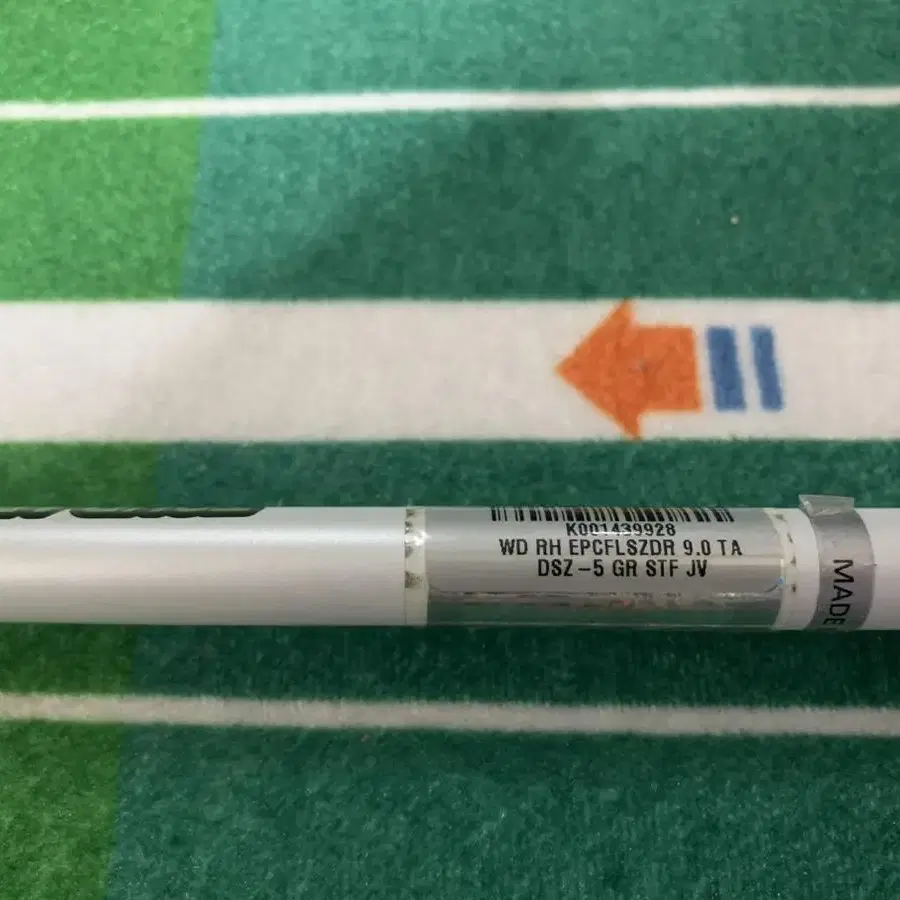 K001439928
WD RH EPCFLSZDR 9.0 TA
DSZ-5 GR STF JV
MADE